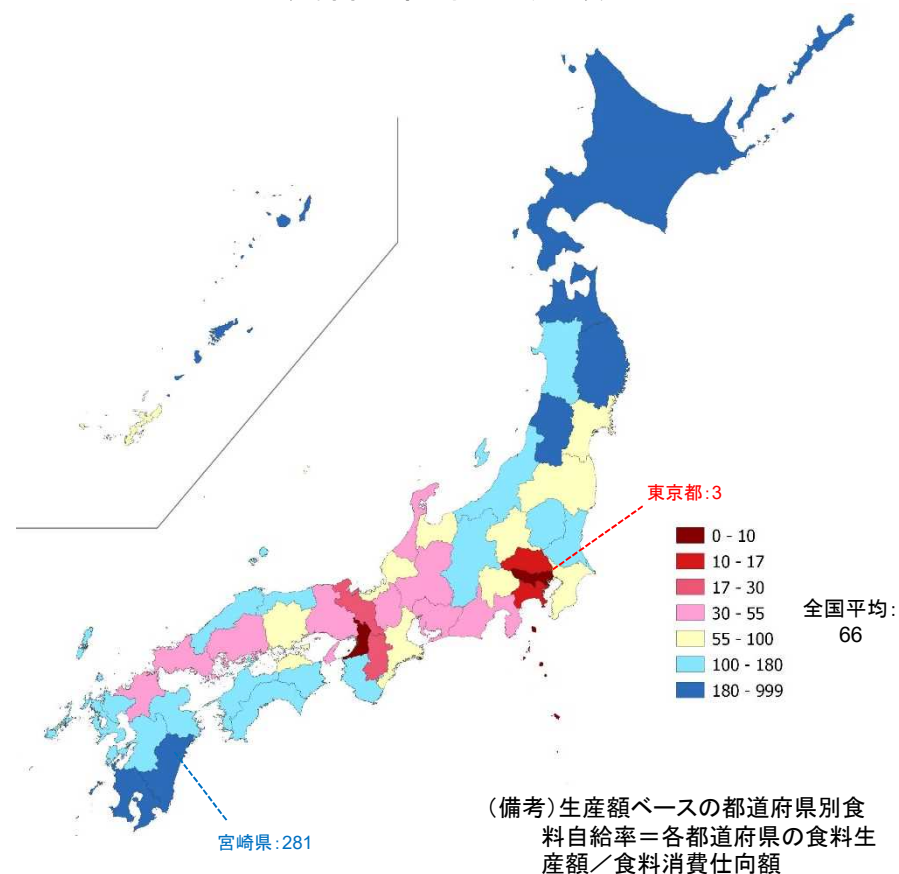 東京都:3
0 - 10
10 - 17
17 - 30
30 - 55
55 - 100
100 - 180
180 - 999
全国平均:
66
宮崎県:281
(備考)生産額ベースの都道府県別食
料自給率=各都道府県の食料生
産額/食料消費仕向額